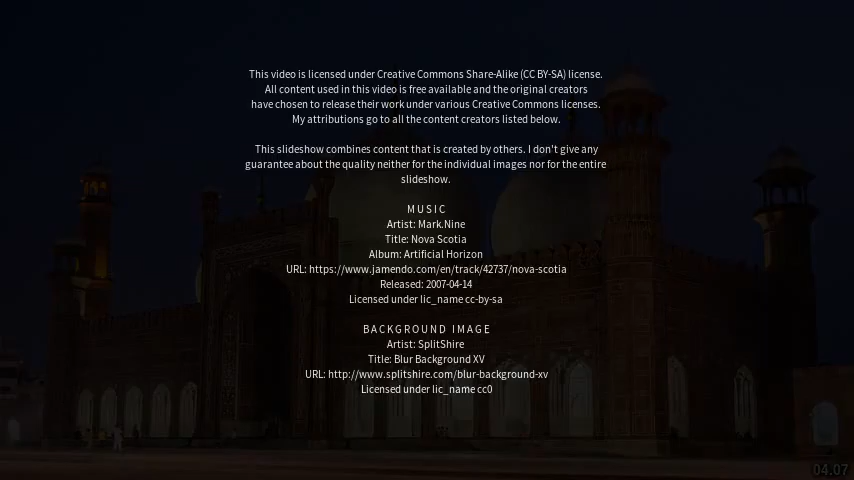 This video is licensed under Creative Commons Share-Alike (CC BY-SA) license.
All content used in this video is free available and the original creators
have chosen to release their work under various Creative Commons licenses.
My attributions go to all the content creators listed below.
This slideshow combines content that is created by others. I don't give any
guarantee about the quality neither for the individual images nor for the entire
slideshow.
MUSIC
Artist: Mark.Nine
Title: Nova Scotia
Album: Artificial Horizon
URL: https://www.jamendo.com/en/track/42737/nova-scotia
Released: 2007-04-14
Licensed under lic_name cc-by-sa
BACKGROUND IMAGE
Artist: SplitShire
Title: Blur Background XV
URL: http://www.splitshire.com/blur-background-xv
Licensed under lic_name cc0
04.07